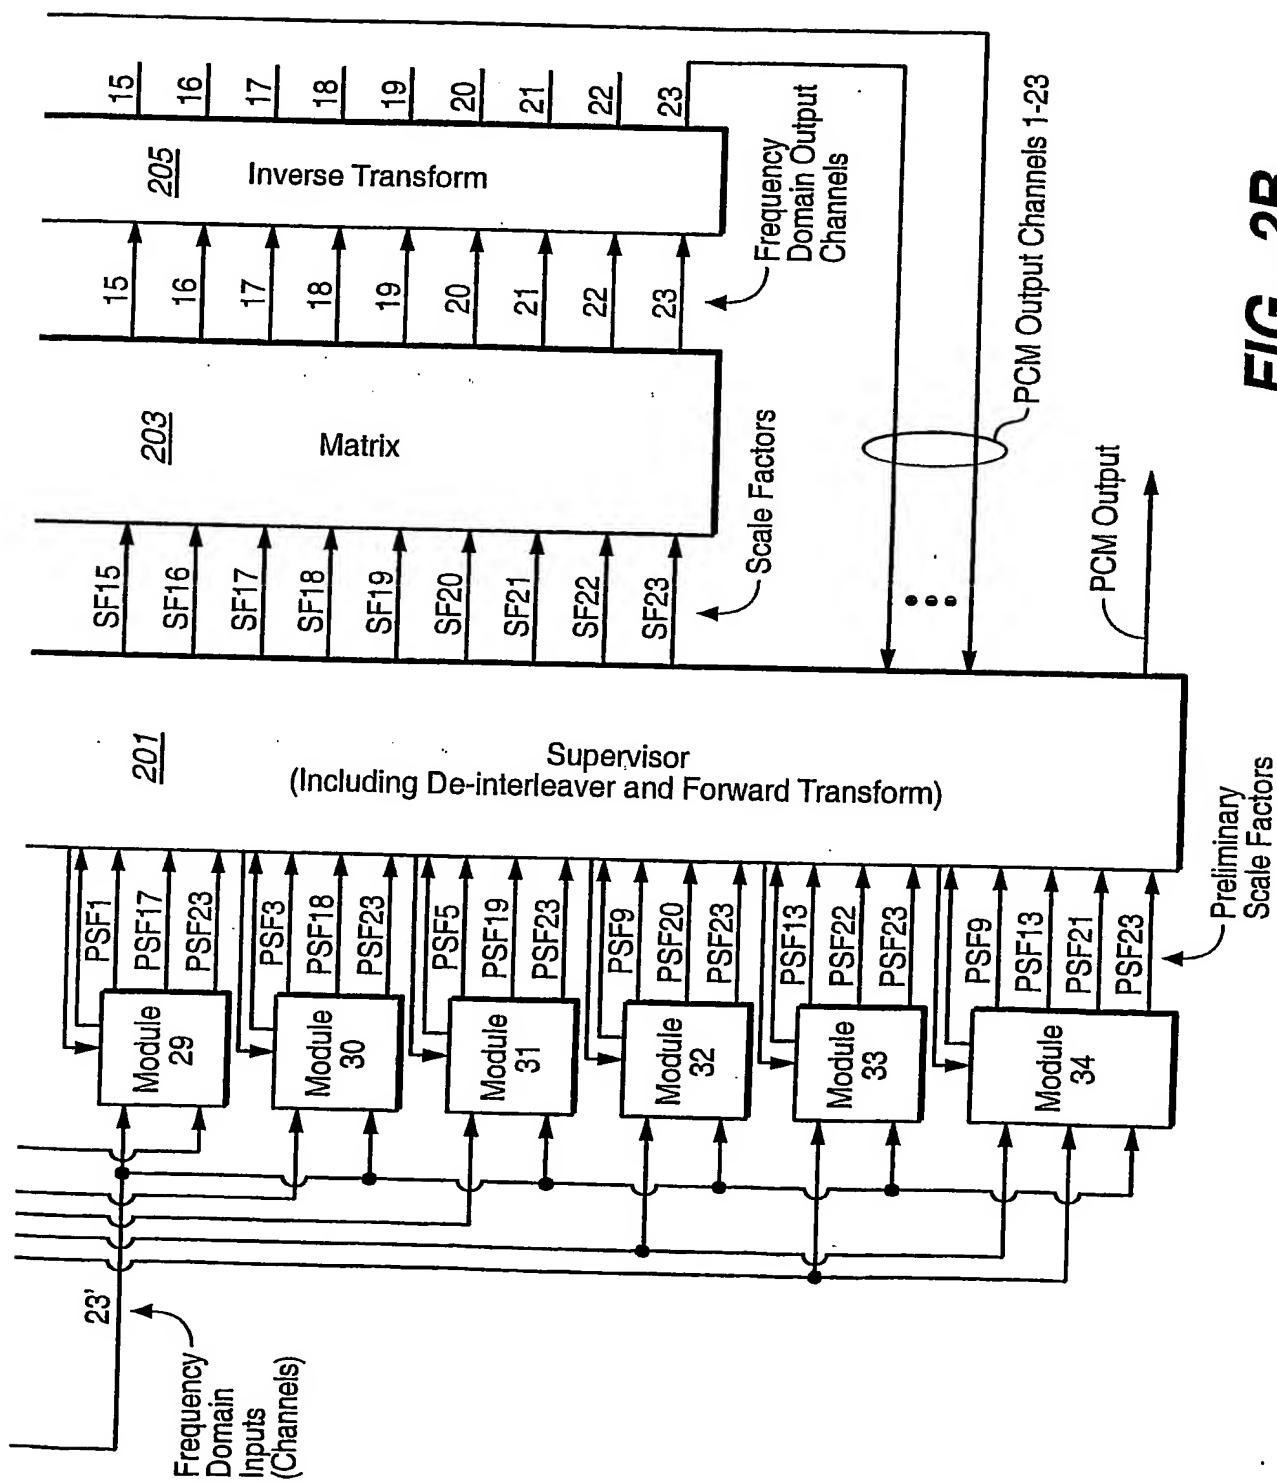 15
16
17
18
19
20
21
22
23
205
Inverse Transform
15
16
17
18
19
20
21
22
23
Frequency
Domain Output
Channels
203
Matrix
SF15
SF16
SF17
SF18
SF19
SF20
SF21
SF22
SF23
Scale Factors
PCM Output Channels 1-23
PCM Output
201
Supervisor
(Including De-interleaver and Forward Transform)
PSF1
PSF17
PSF23
PSF3
PSF18
PSF23
PSF5
PSF19
PSF23
PSF9
PSF20
PSF23
PSF13
PSF22
PSF23
PSF9
PSF13
PSF21
PSF23
Preliminary
Scale Factors
Module
29
Module
30
Module
31
Module
32
Module
33
Module
34
23'
Frequency
Domain
Inputs
(Channels)
FIG._2B